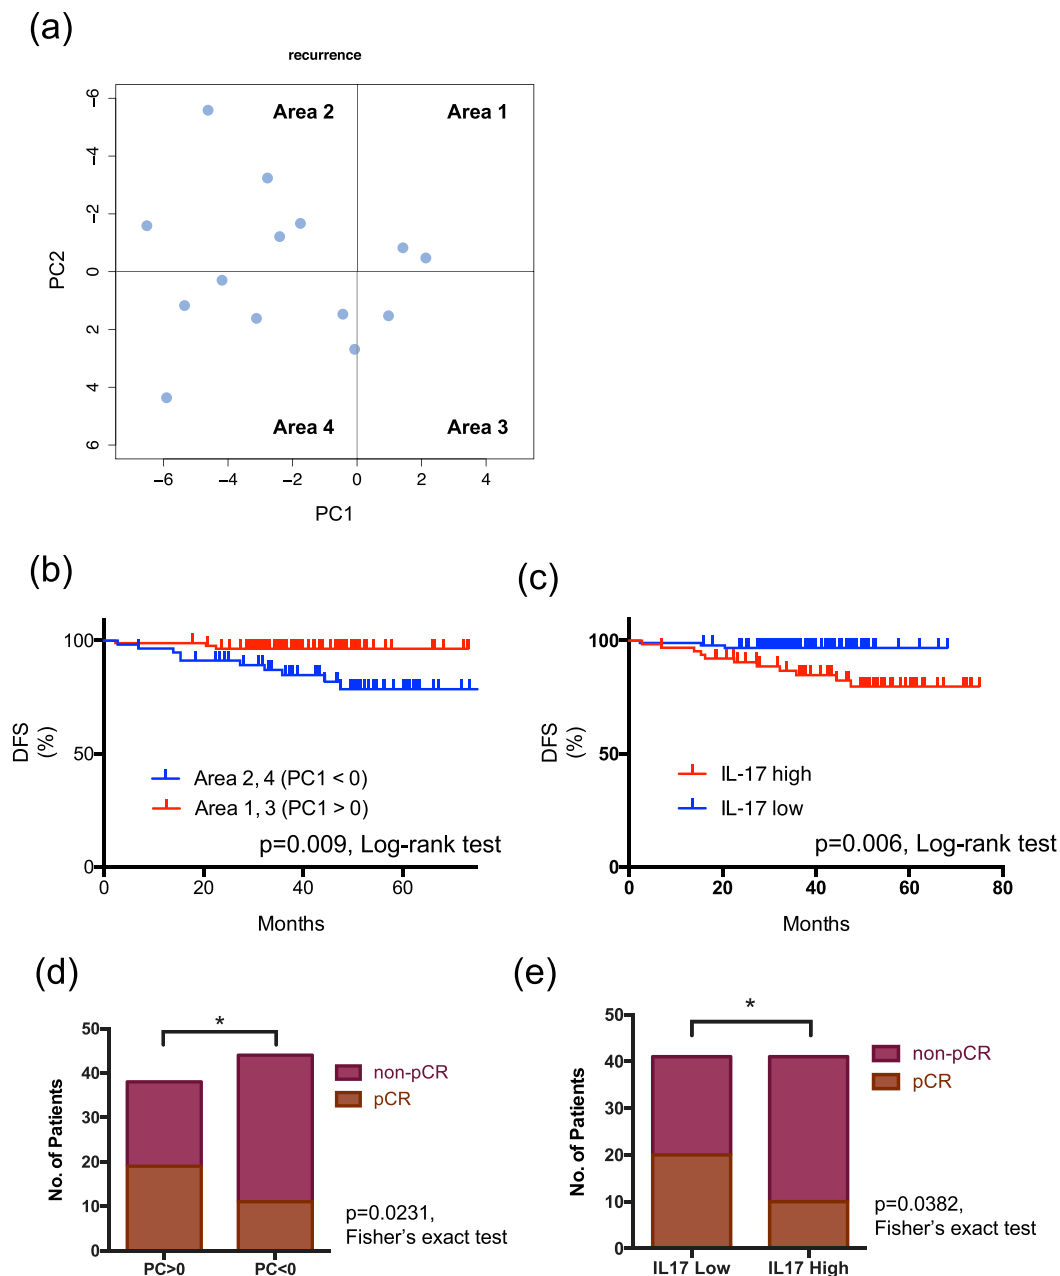 (a)
recurrence
Area 2
Area 1
Area 4
Area 3
-6
-4
-2
0
2
4
6
PC2
−6
−4
−2
0
2
4
PC1
(b)
100
50
0
DFS
(%)
Area 2, 4 (PC1 < 0)
Area 1, 3 (PC1 > 0)
p=0.009, Log-rank test
0
20
40
60
Months
(c)
100
50
0
DFS
(%)
IL-17 high
IL-17 low
p=0.006, Log-rank test
0
20
40
60
80
Months
(d)
*
50
40
30
20
10
0
No. of Patients
non-pCR
pCR
p=0.0231,
Fisher's exact test
PC>0
PC<0
(e)
*
50
40
30
20
10
0
No. of Patients
non-pCR
pCR
p=0.0382,
Fisher's exact test
IL17 Low
IL17 High